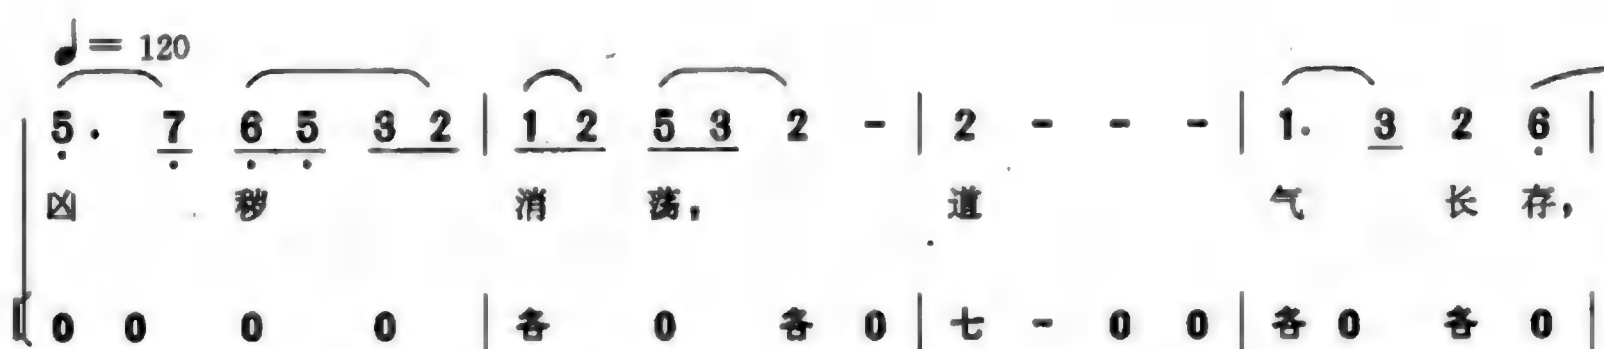 ♩= 120
5. 7 6 5 3 2 | 1 2 5 3 2 - | 2 - - - | 1. 3 2 6 |
凶 秽 消 荡， 道 气 长 存，
0 0 0 0 | 各 0 各 0 | 七 - 0 0 | 各 0 各 0 |